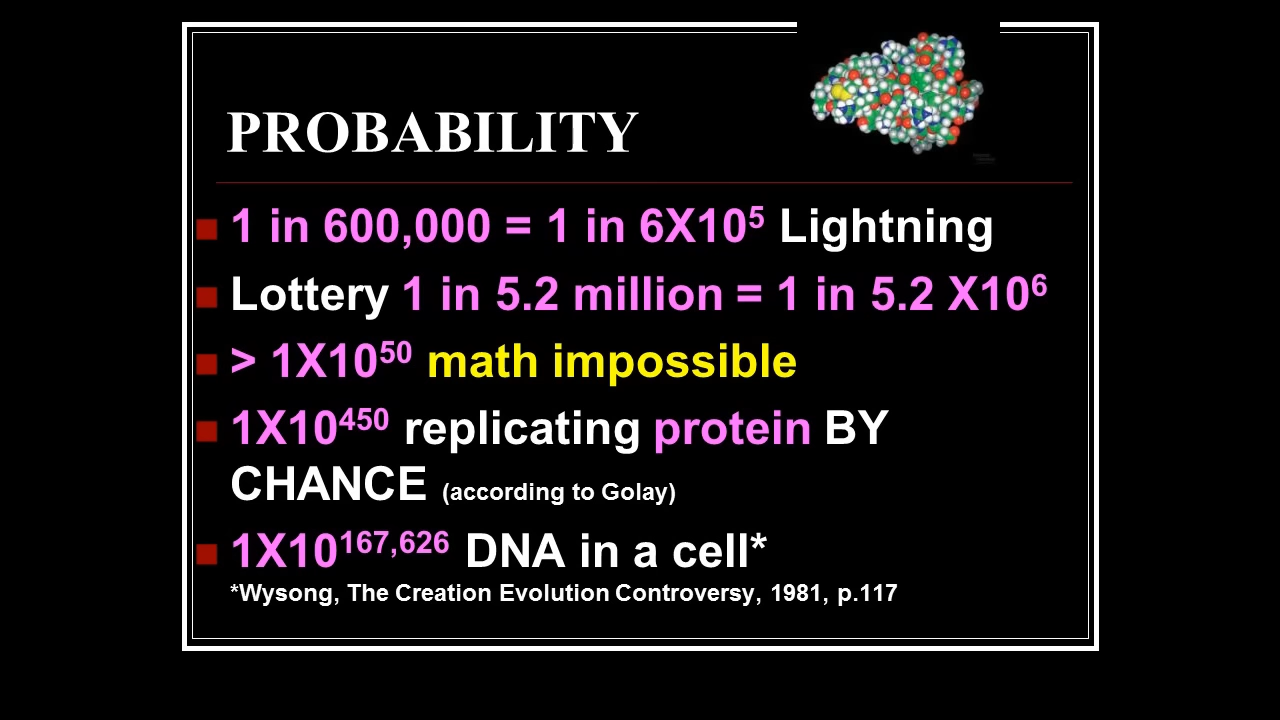 PROBABILITY
1 in 600,000 = 1 in 6X10⁵ Lightning
Lottery 1 in 5.2 million = 1 in 5.2 X10⁶
> 1X10⁵⁰ math impossible
1X10⁴⁵⁰ replicating protein BY
CHANCE (according to Golay)
1X10¹⁶⁷,⁶²⁶ DNA in a cell*
*Wysong, The Creation Evolution Controversy, 1981, p.117